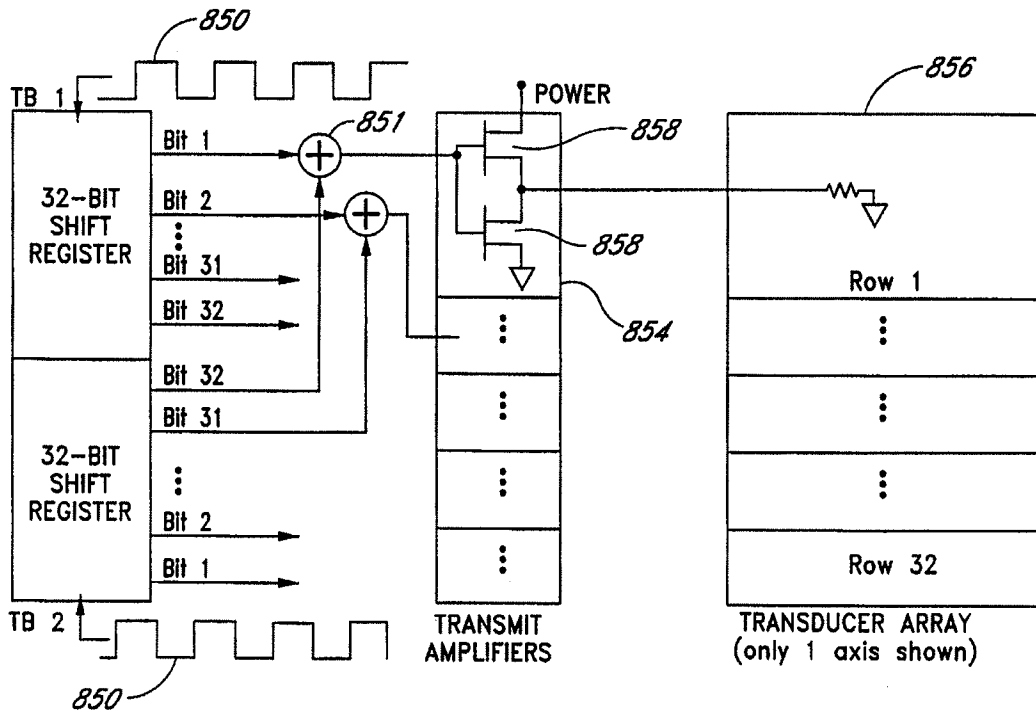 850
TB 1
POWER
856
851
858
Bit 1
32-BIT
SHIFT
REGISTER
Bit 2
858
Bit 31
Row 1
Bit 32
854
Bit 32
Bit 31
32-BIT
SHIFT
REGISTER
Bit 2
Bit 1
Row 32
TB 2
TRANSMIT
AMPLIFIERS
TRANSDUCER ARRAY
(only 1 axis shown)
850